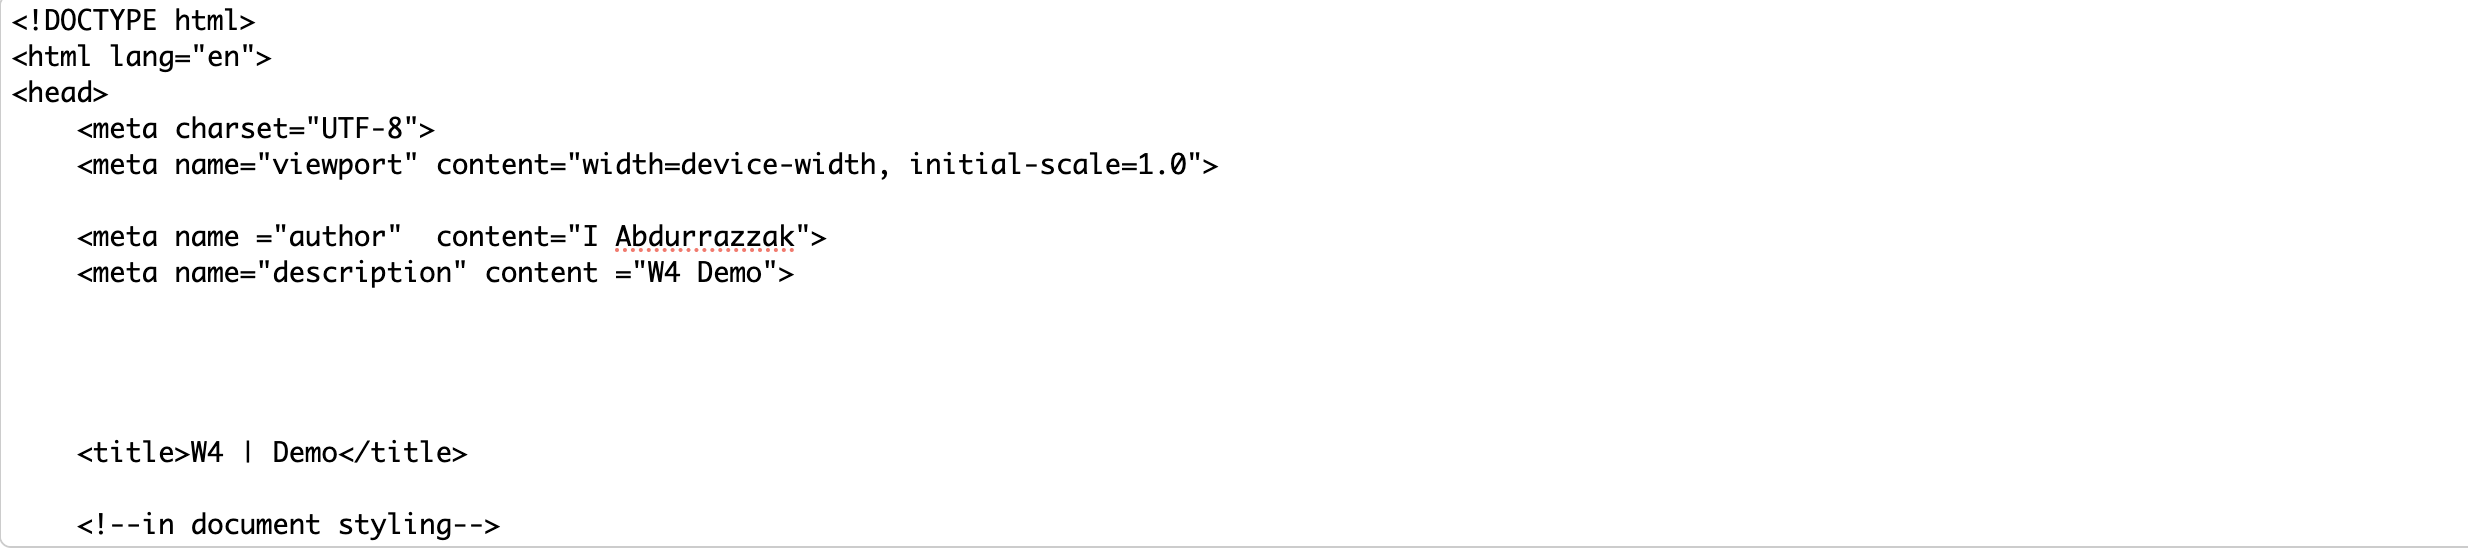 <!DOCTYPE html>
<html lang="en">
<head>
    <meta charset="UTF-8">
    <meta name="viewport" content="width=device-width, initial-scale=1.0">
    <meta name ="author"  content="I Abdurrazzak">
    <meta name="description" content ="W4 Demo">
    <title>W4 | Demo</title>
    <!--in document styling-->